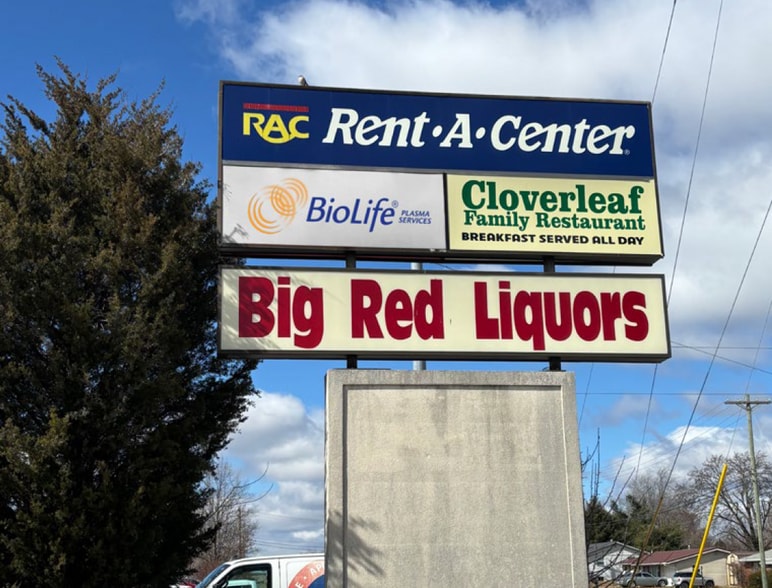 RAC Rent-A-Center®
BioLife® PLASMA SERVICES
Cloverleaf
Family Restaurant
BREAKFAST SERVED ALL DAY
Big Red Liquors